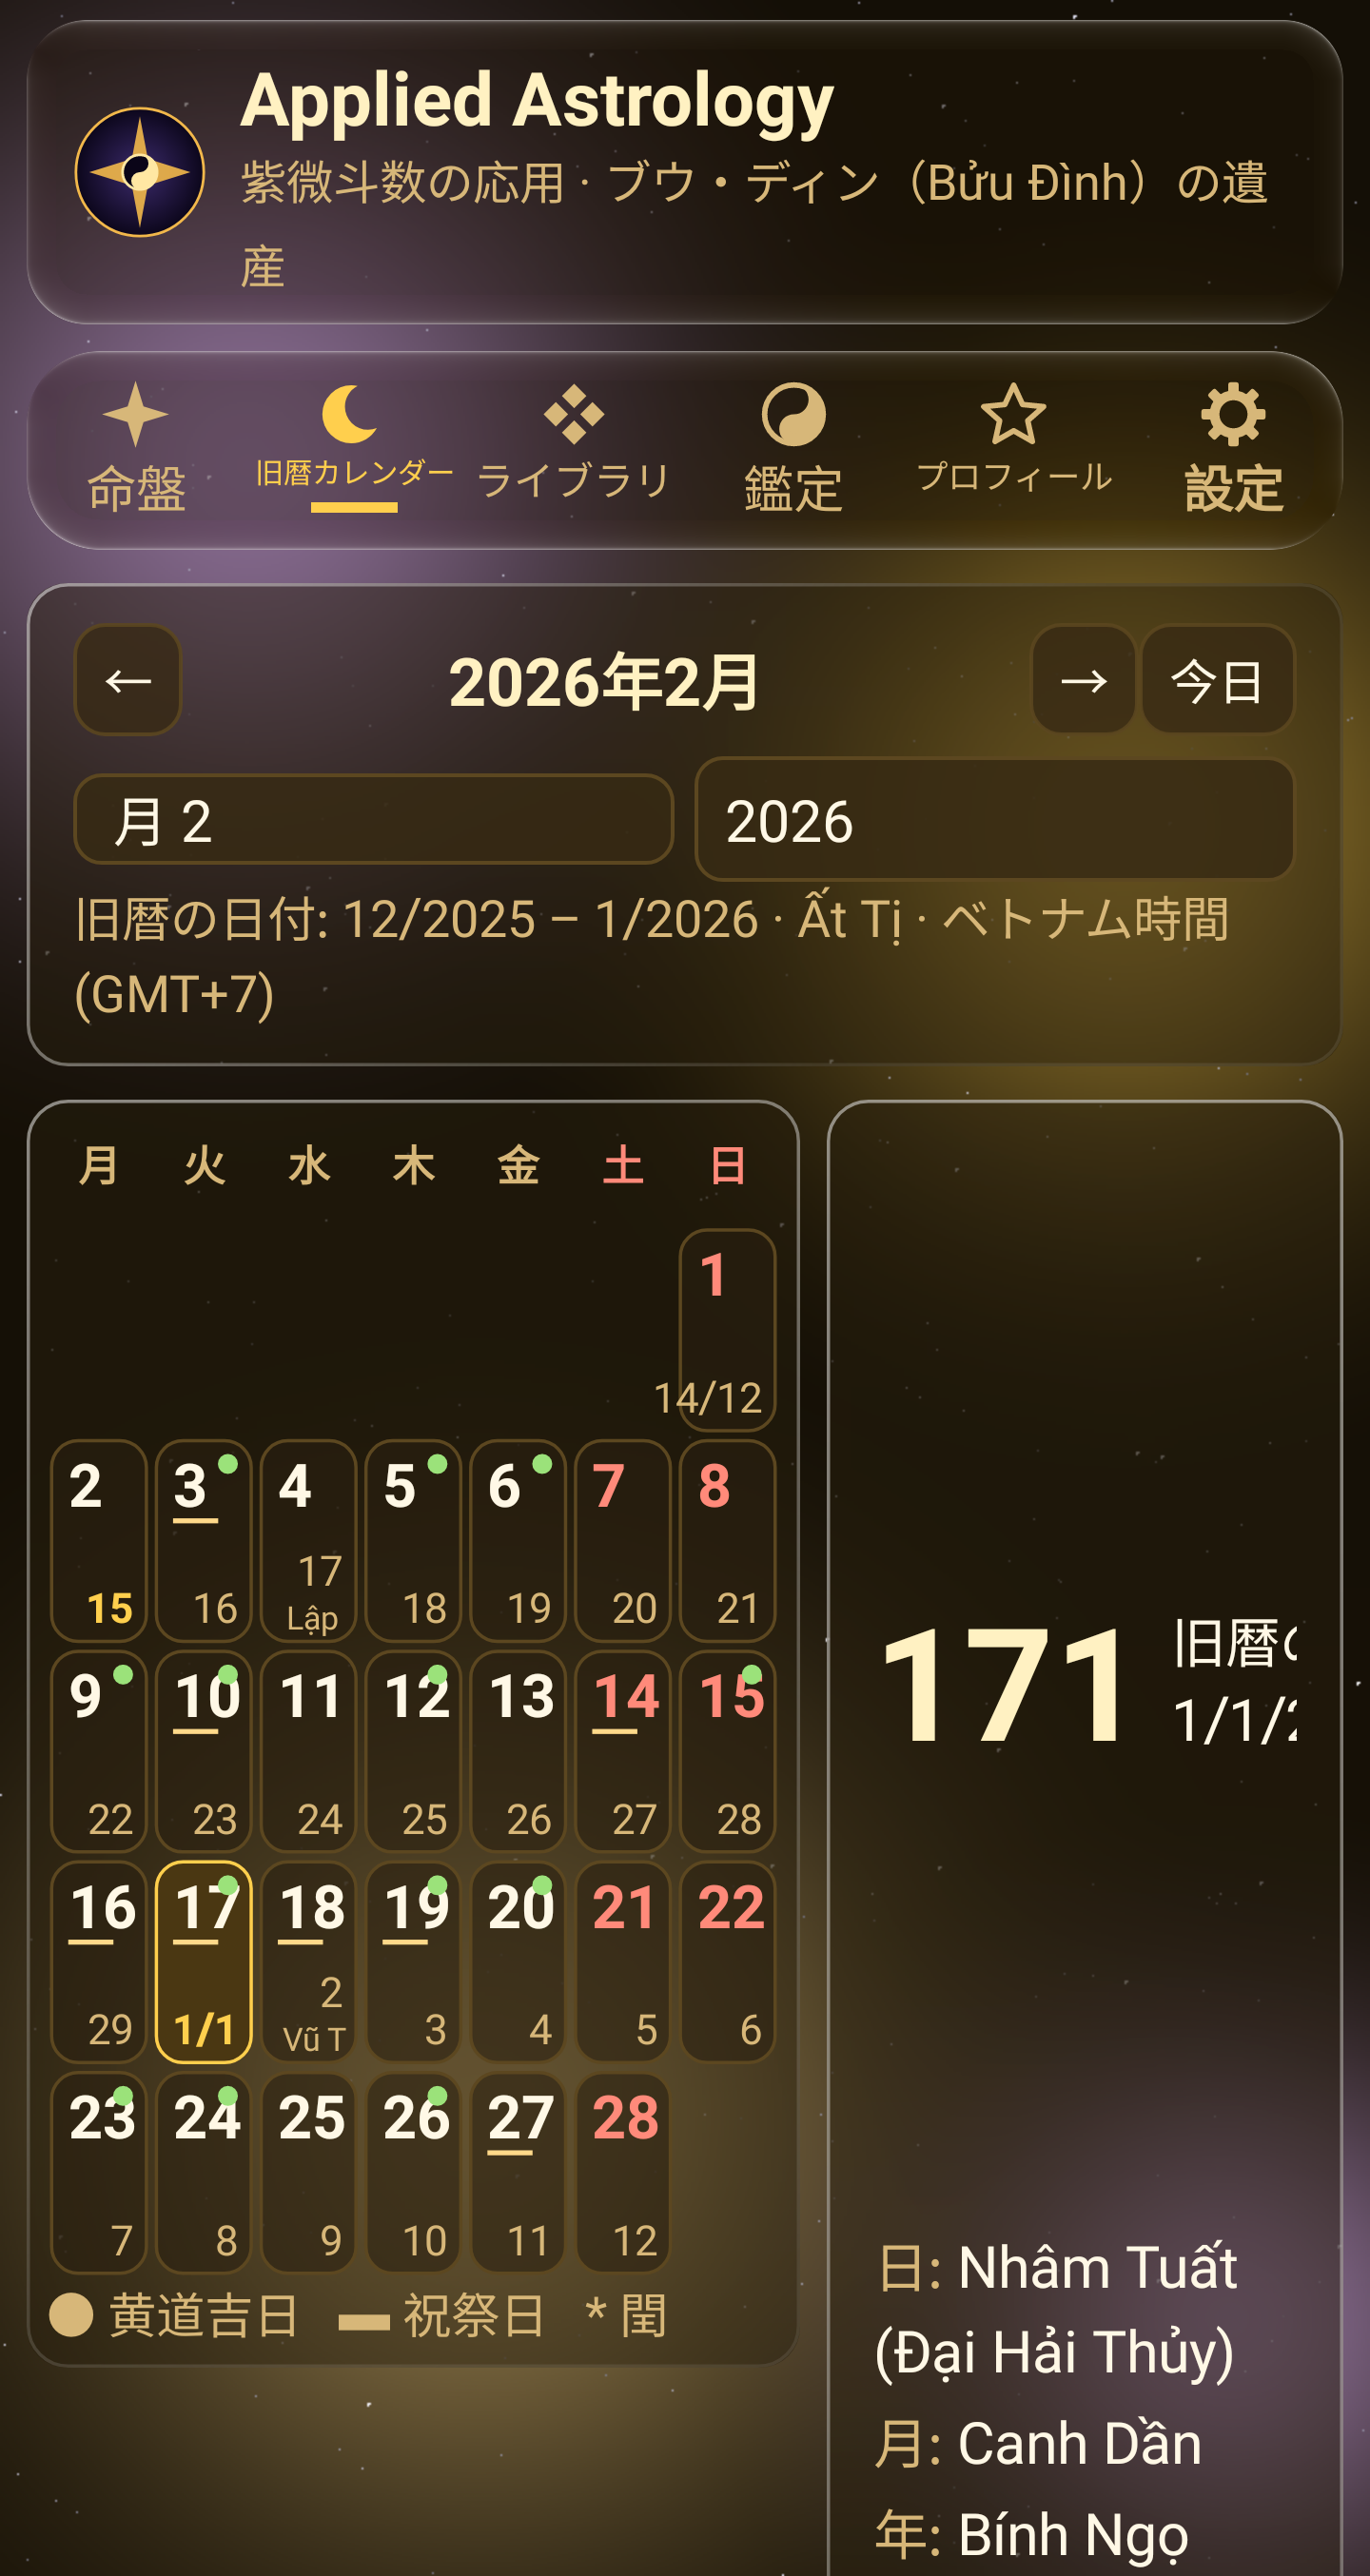 Applied Astrology
紫微斗数の応用 · ブウ・ディン（Bửu Đình）の遺
産
命盤 旧暦カレンダー ライブラリ 鑑定 プロフィール 設定
← 2026年2月 → 今日
月 2 2026
旧暦の日付: 12/2025 – 1/2026 · Ất Tị · ベトナム時間
(GMT+7)
月 火 水 木 金 土 日
1
14/12
2 3 4 5 6 7 8
15 16 17 18 19 20 21
Lập
9 10 11 12 13 14 15
22 23 24 25 26 27 28
16 17 18 19 20 21 22
29 1/1 2 3 4 5 6
Vũ T
23 24 25 26 27 28
7 8 9 10 11 12
黄道吉日 祝祭日 * 閏
171
旧暦
1/1/2
日: Nhâm Tuất
(Đại Hải Thủy)
月: Canh Dần
年: Bính Ngọ